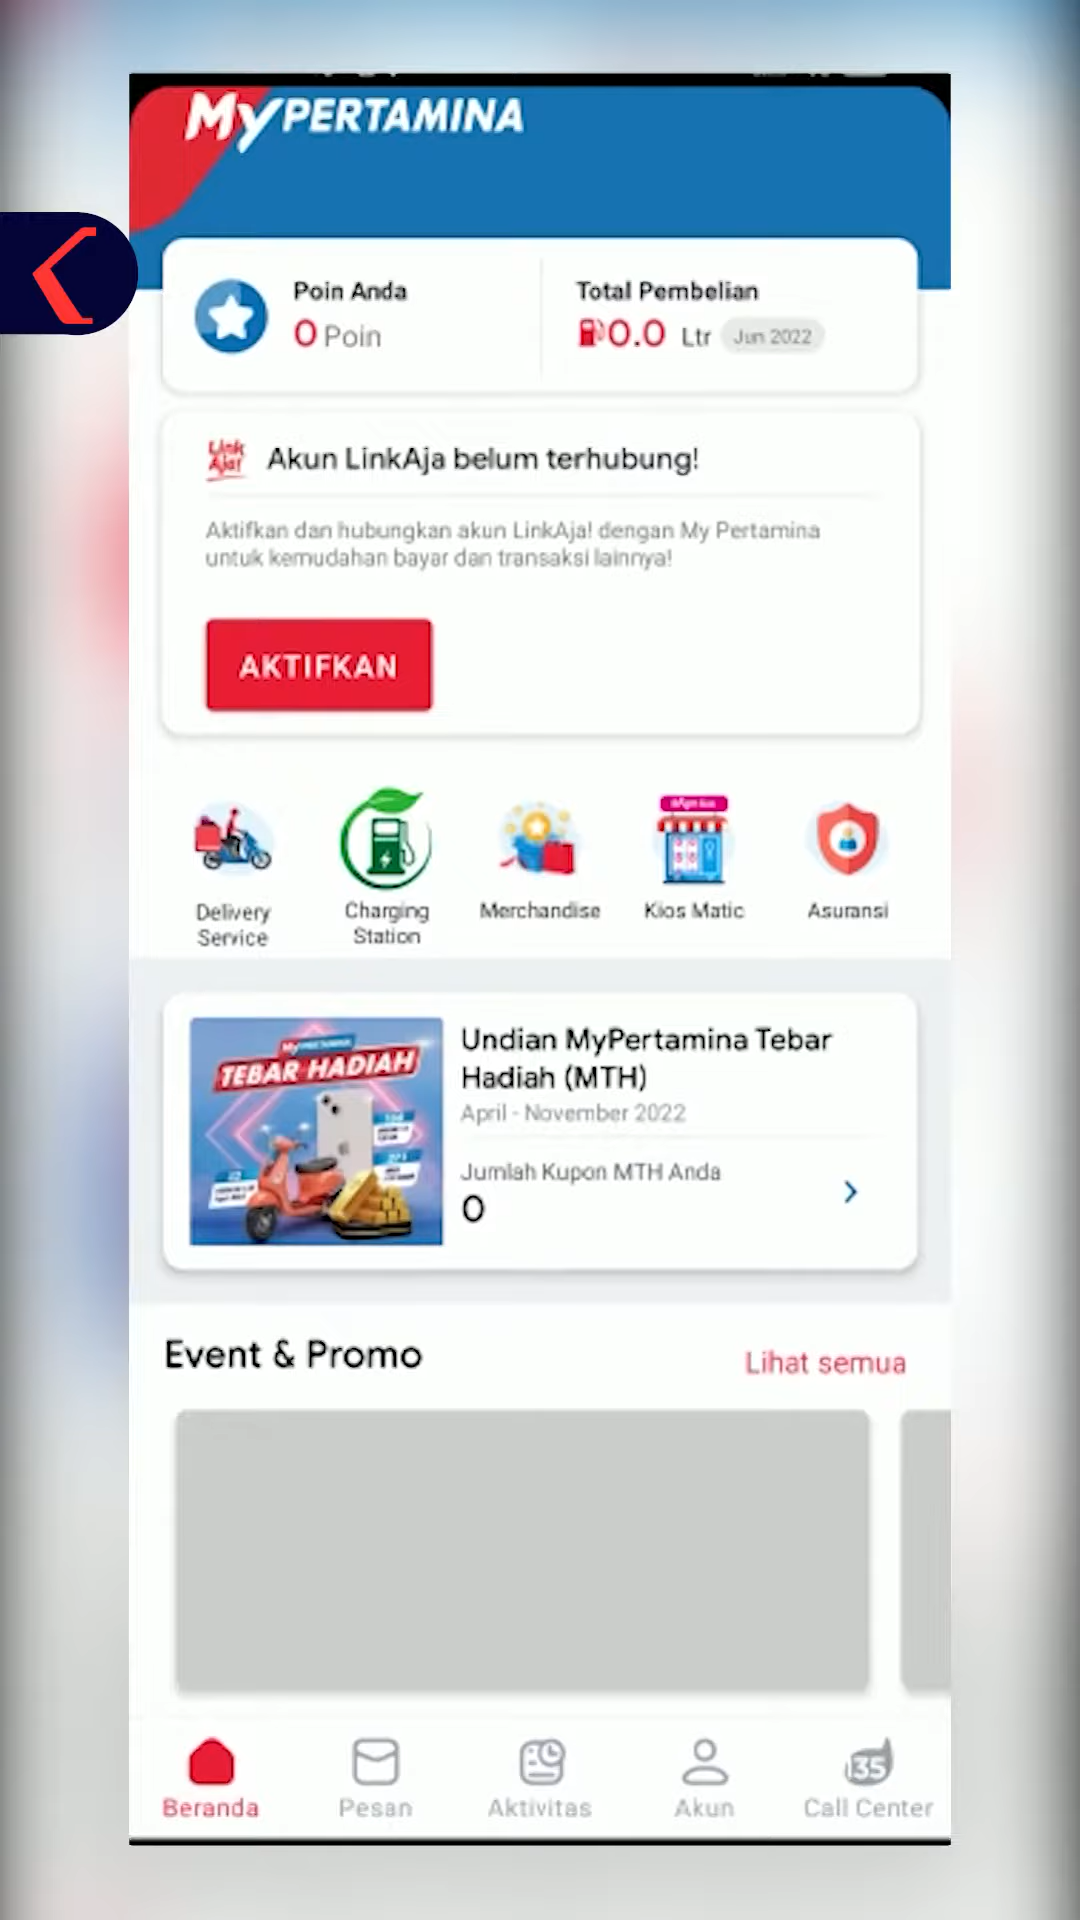 MyPERTAMINA
Poin Anda
0 Poin
Total Pembelian
0.0 Ltr Jun 2022
Link Aja!
Akun LinkAja belum terhubung!
Aktifkan dan hubungkan akun LinkAja! dengan My Pertamina
untuk kemudahan bayar dan transaksi lainnya!
AKTIFKAN
Delivery
Service
Charging
Station
Merchandise
Kios Matic
Asuransi
TEBAR HADIAH
Undian MyPertamina Tebar
Hadiah (MTH)
April - November 2022
Jumlah Kupon MTH Anda
0
Event & Promo
Lihat semua
Beranda
Pesan
Aktivitas
Akun
135
Call Center